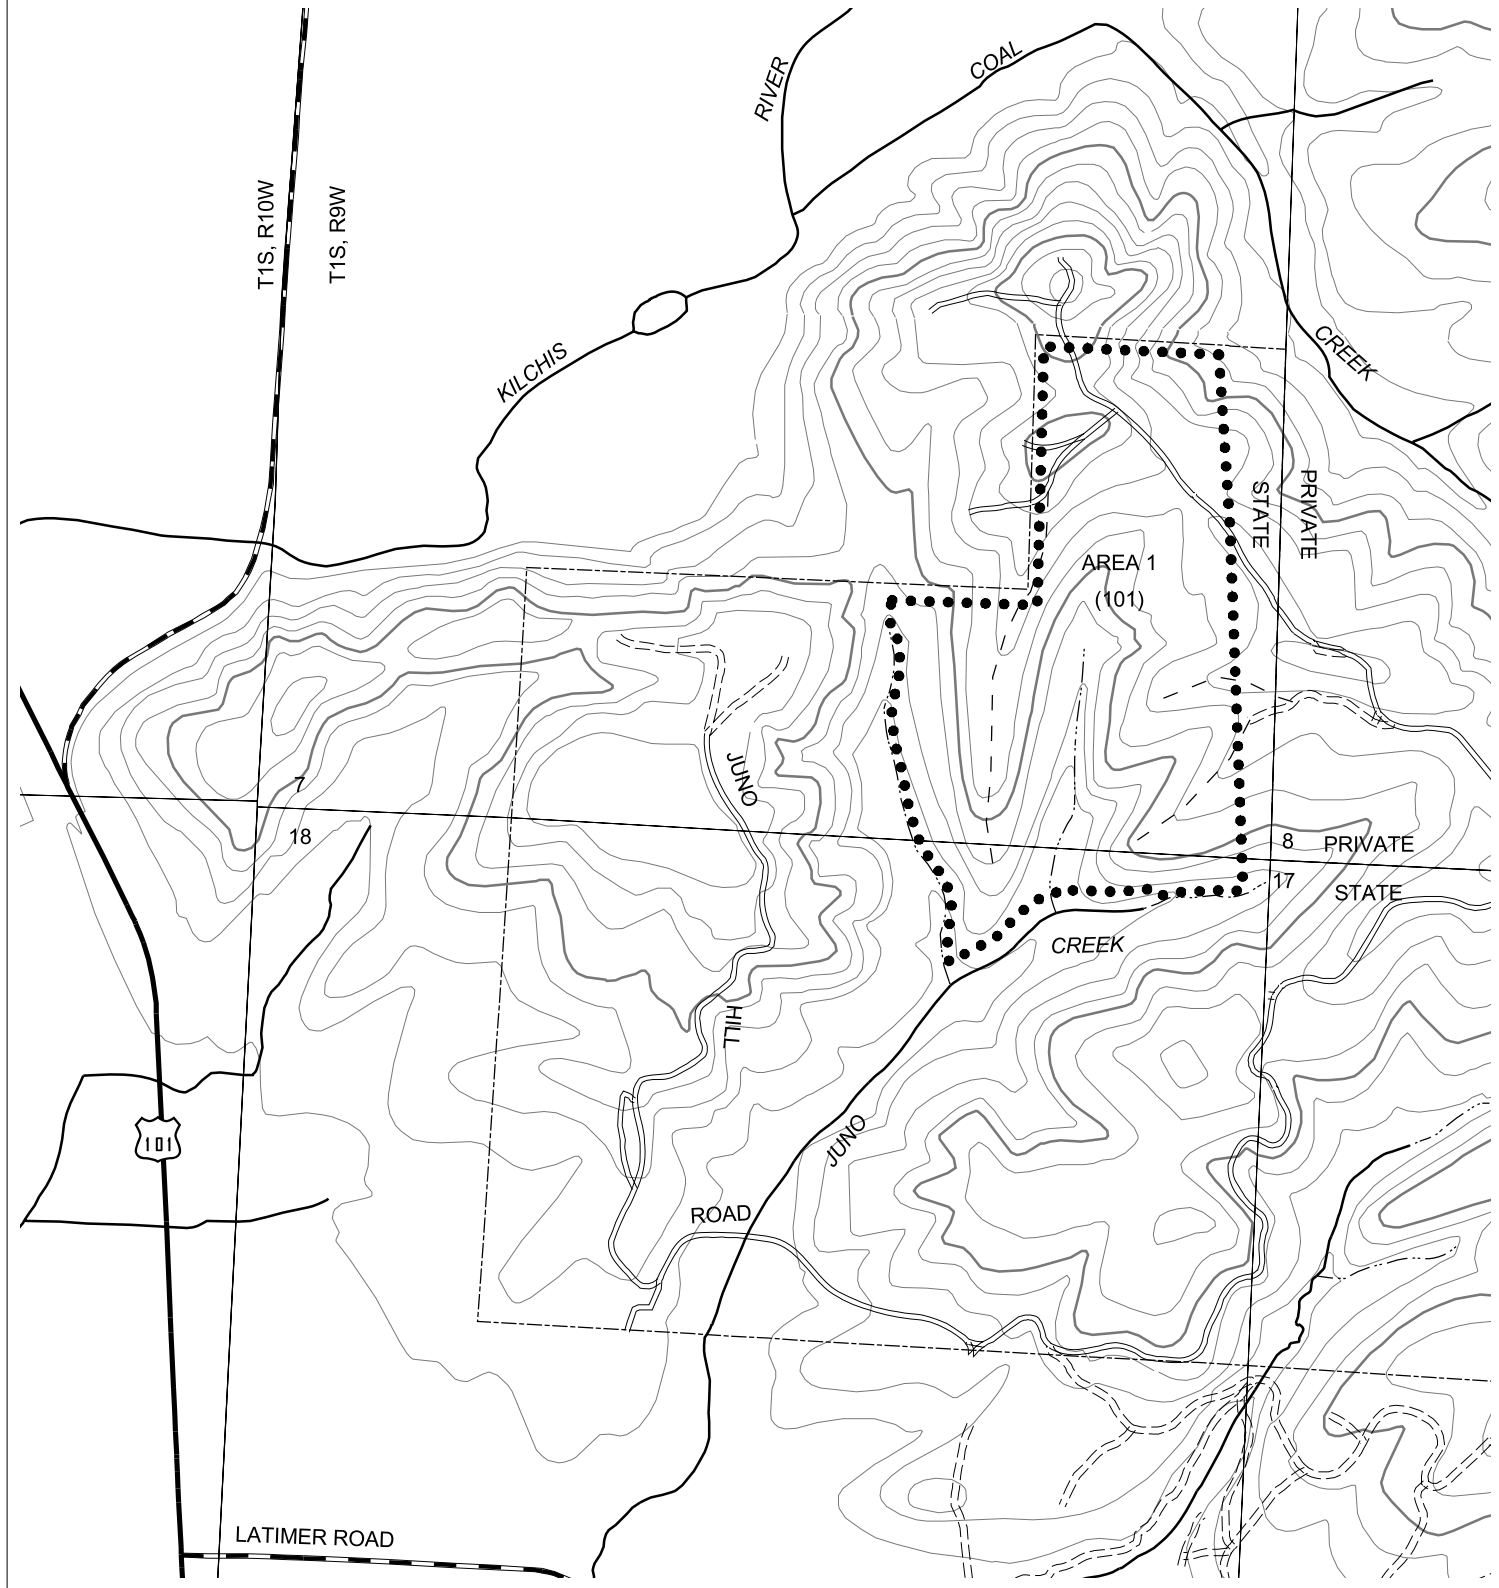 COAL
RIVER
T1S, R10W
T1S, R9W
CREEK
KILCHIS
PRIVATE
STATE
AREA 1
(101)
JUNO
7
18
8
PRIVATE
17
STATE
CREEK
HILL
101
JUNO
ROAD
LATIMER ROAD